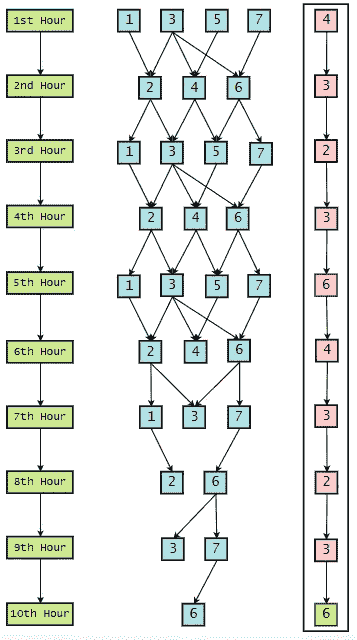 1st Hour 1 3 5 7 4
2nd Hour 2 4 6 3
3rd Hour 1 3 5 7 2
4th Hour 2 4 6 3
5th Hour 1 3 5 7 6
6th Hour 2 4 6 4
7th Hour 1 3 7 3
8th Hour 2 6 2
9th Hour 3 7 3
10th Hour 6 6